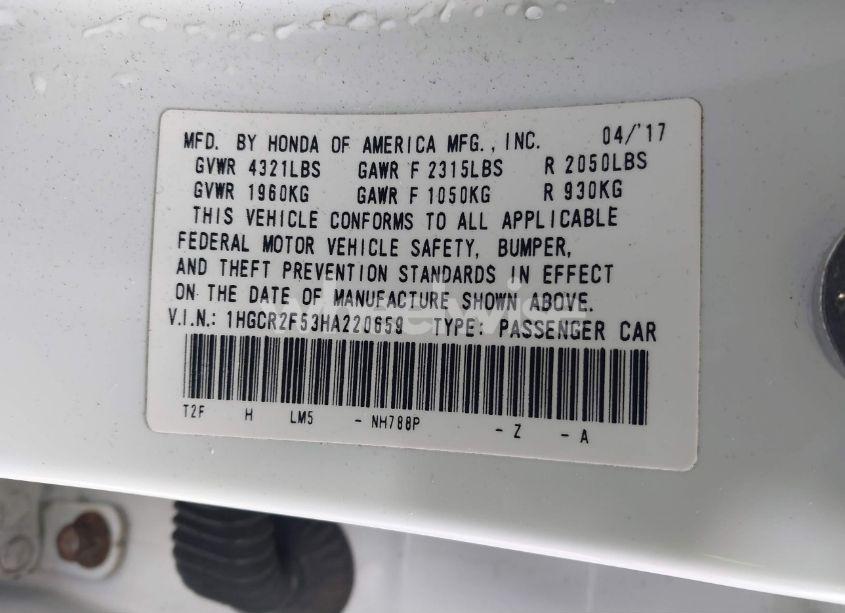 MFD. BY HONDA OF AMERICA MFG., INC. 04/'17
GVWR 4321LBS GAWR F 2315LBS R 2050LBS
GVWR 1960KG GAWR F 1050KG R 930KG
THIS VEHICLE CONFORMS TO ALL APPLICABLE
FEDERAL MOTOR VEHICLE SAFETY, BUMPER,
AND THEFT PREVENTION STANDARDS IN EFFECT
ON THE DATE OF MANUFACTURE SHOWN ABOVE.
V.I.N.: 1HGCR2F53HA220659 TYPE: PASSENGER CAR
T2F H LM5 - NH788P - Z - A